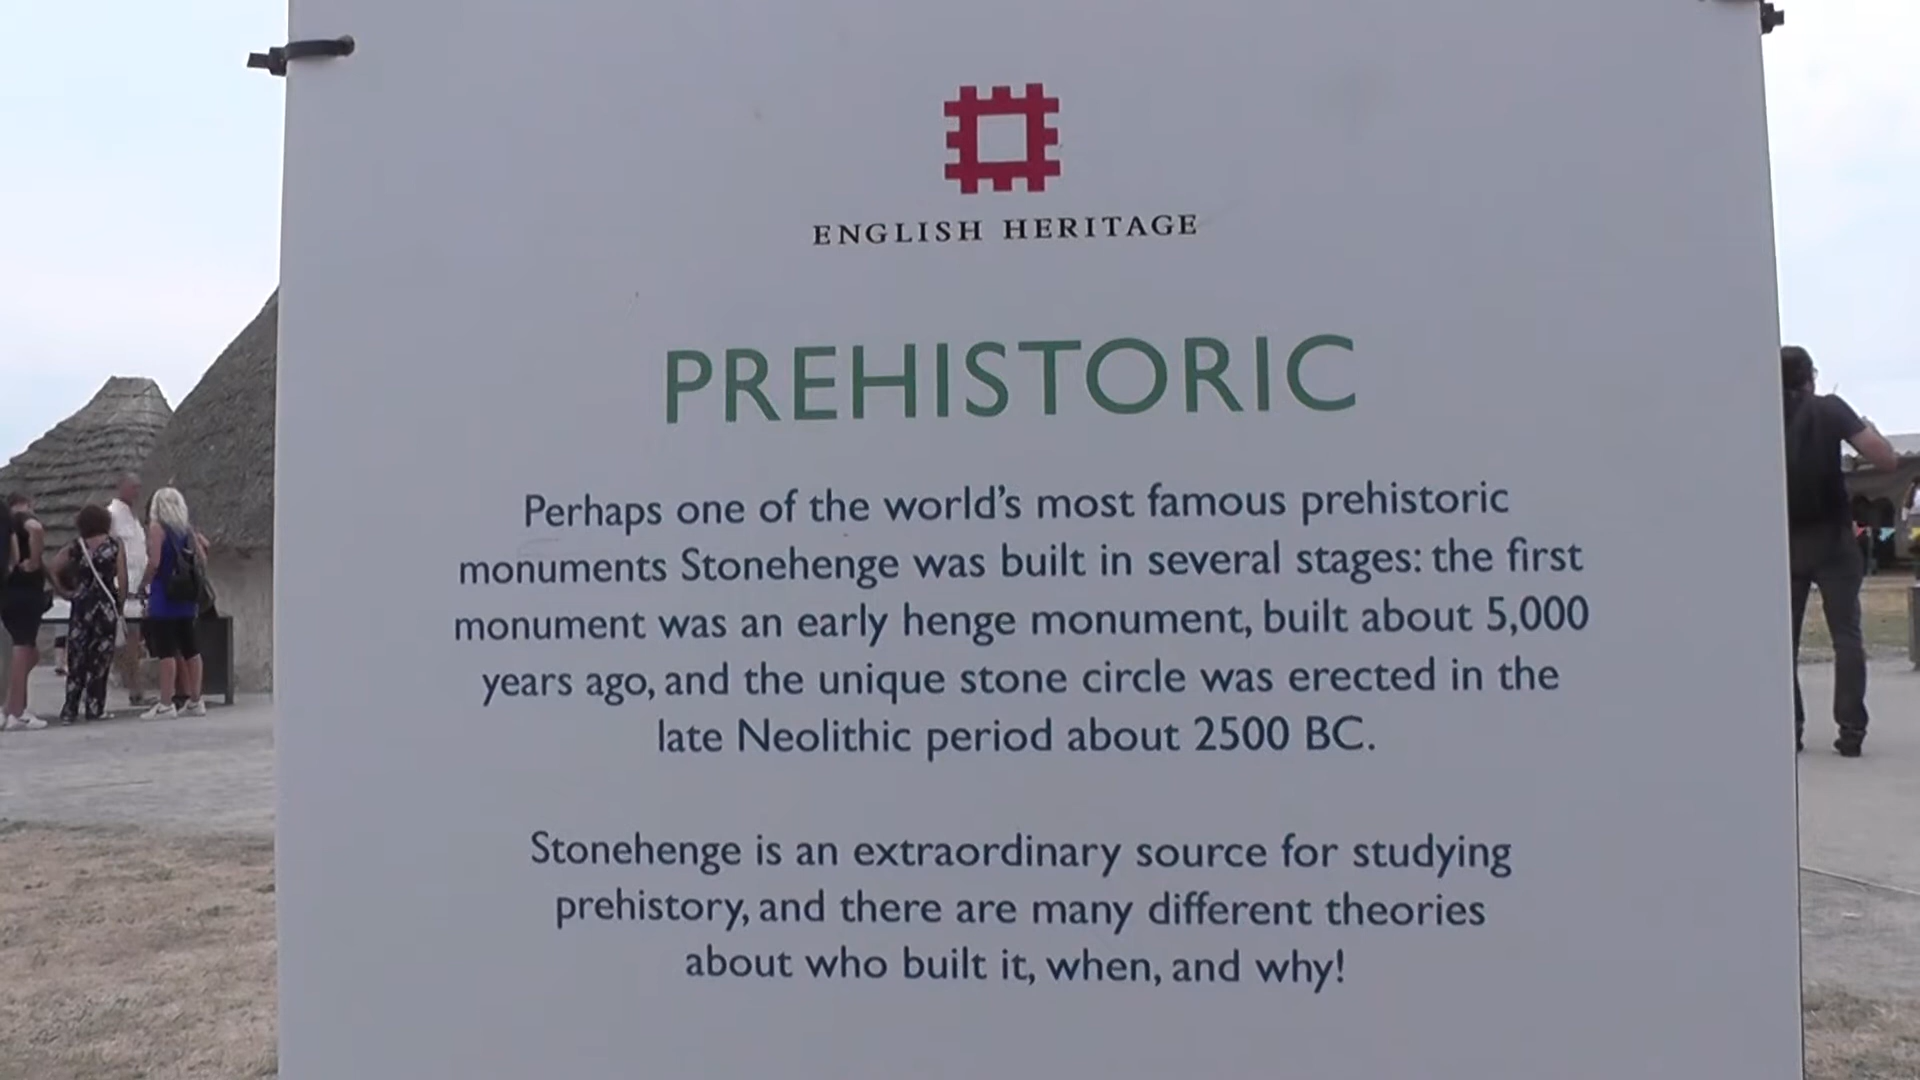 ENGLISH HERITAGE
PREHISTORIC
Perhaps one of the world's most famous prehistoric
monuments Stonehenge was built in several stages: the first
monument was an early henge monument, built about 5,000
years ago, and the unique stone circle was erected in the
late Neolithic period about 2500 BC.
Stonehenge is an extraordinary source for studying
prehistory, and there are many different theories
about who built it, when, and why!